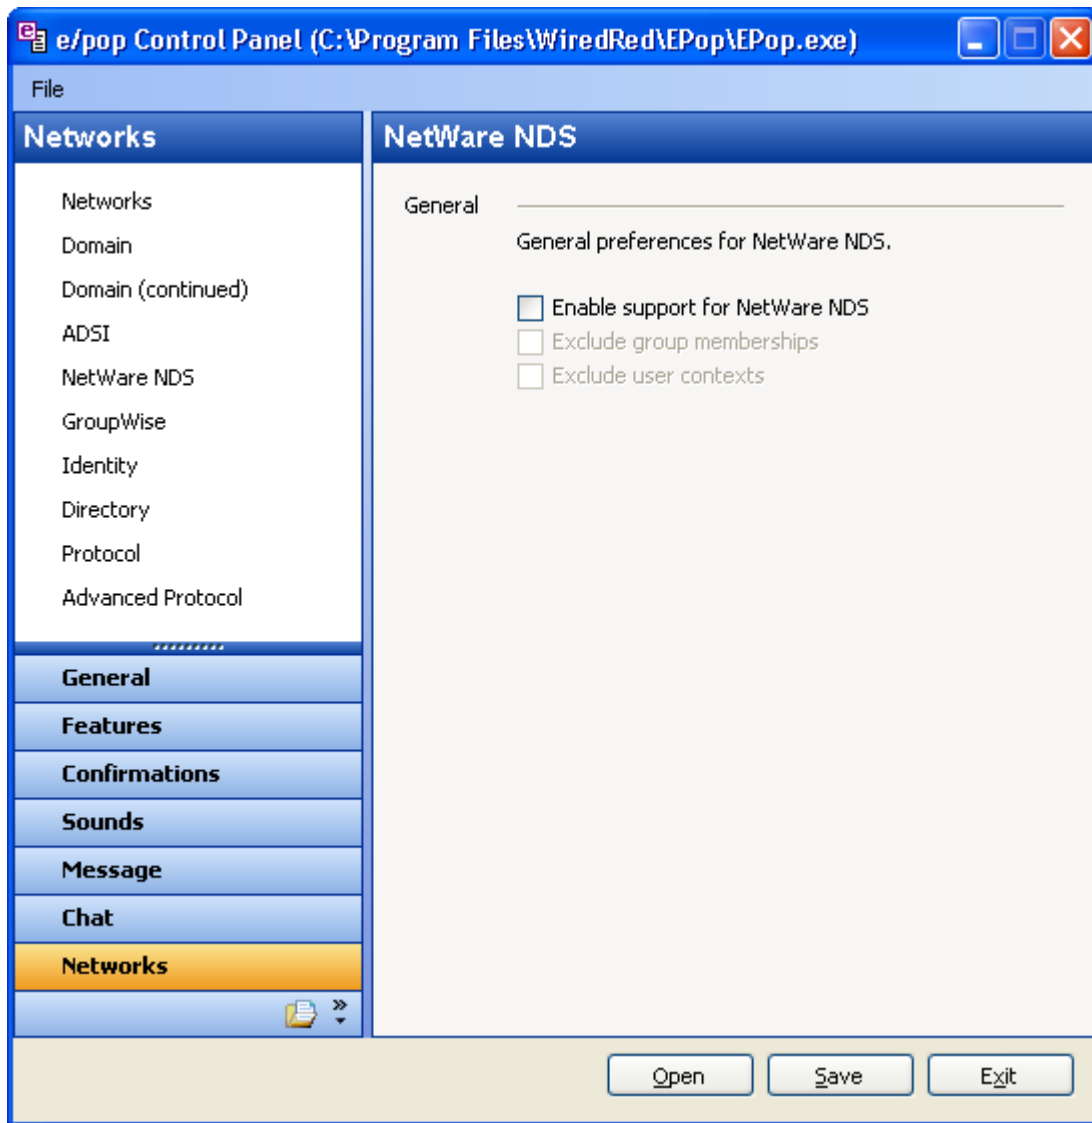 e/pop Control Panel (C:\Program Files\WiredRed\EPop\EPop.exe)
File
Networks
Networks
Domain
Domain (continued)
ADSI
NetWare NDS
GroupWise
Identity
Directory
Protocol
Advanced Protocol
General
Features
Confirmations
Sounds
Message
Chat
Networks
NetWare NDS
General
General preferences for NetWare NDS.
Enable support for NetWare NDS
Exclude group memberships
Exclude user contexts
Open Save Exit